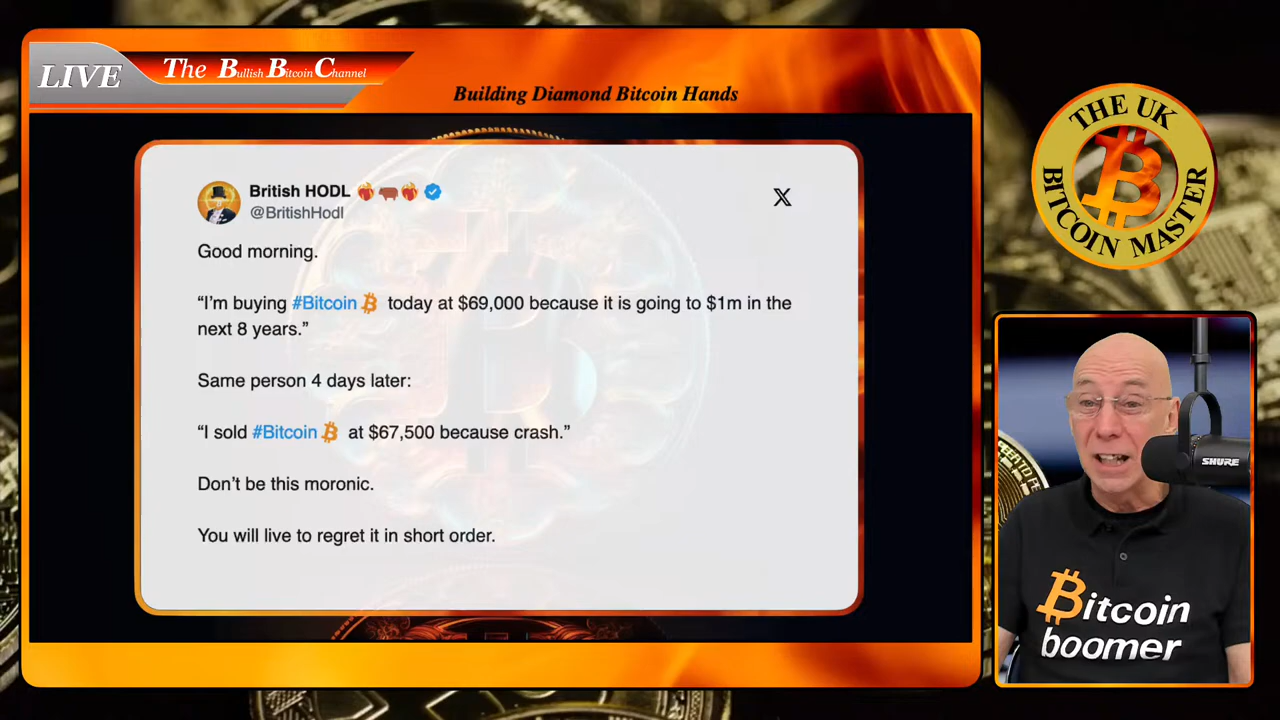 LIVE
The Bullish Bitcoin Channel
Building Diamond Bitcoin Hands
British HODL
@BritishHodl
Good morning.
“I’m buying #Bitcoin today at $69,000 because it is going to $1m in the
next 8 years.”
Same person 4 days later:
“I sold #Bitcoin at $67,500 because crash.”
Don’t be this moronic.
You will live to regret it in short order.
THE UK
BITCOIN MASTER
SHURE
Bitcoin
boomer